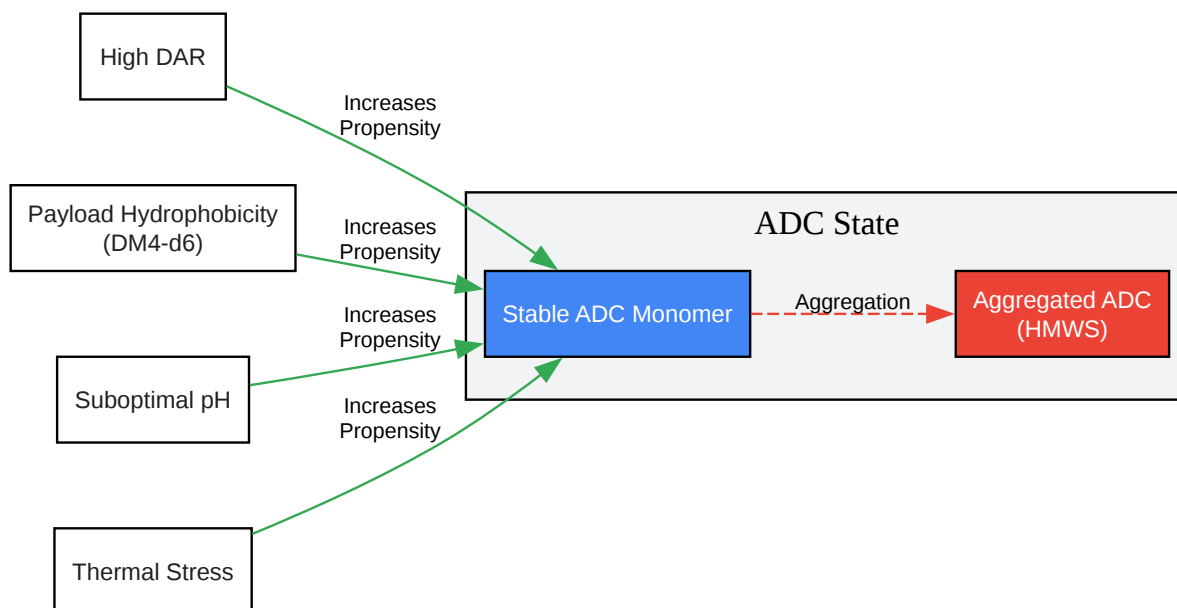 High DAR
Increases
Propensity
Payload Hydrophobicity
(DM4-d6)
Increases
Propensity
ADC State
Stable ADC Monomer
Aggregation
Aggregated ADC
(HMWS)
Increases
Propensity
Suboptimal pH
Increases
Propensity
Thermal Stress